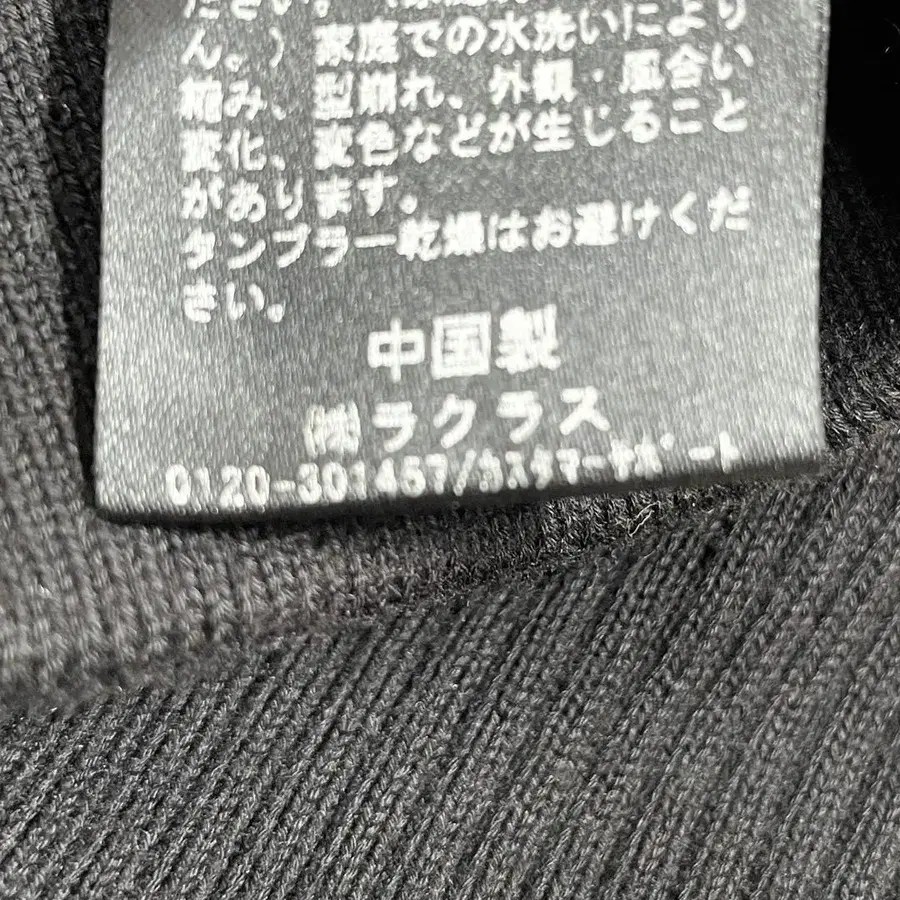 ださい。
ん。）家庭での水洗いにより
縮み、型崩れ、外観・風合い
変化、変色などが生じること
があります。
タンブラー乾燥はお避けくだ
さい。
中国製
㈱ラクラス
0120-301457/カスタマーサポート